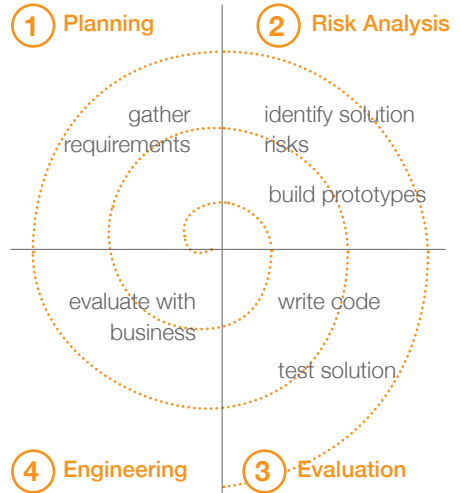 1 Planning
2 Risk Analysis
gather
requirements
identify solution
risks
build prototypes
evaluate with
business
write code
test solution
4 Engineering
3 Evaluation